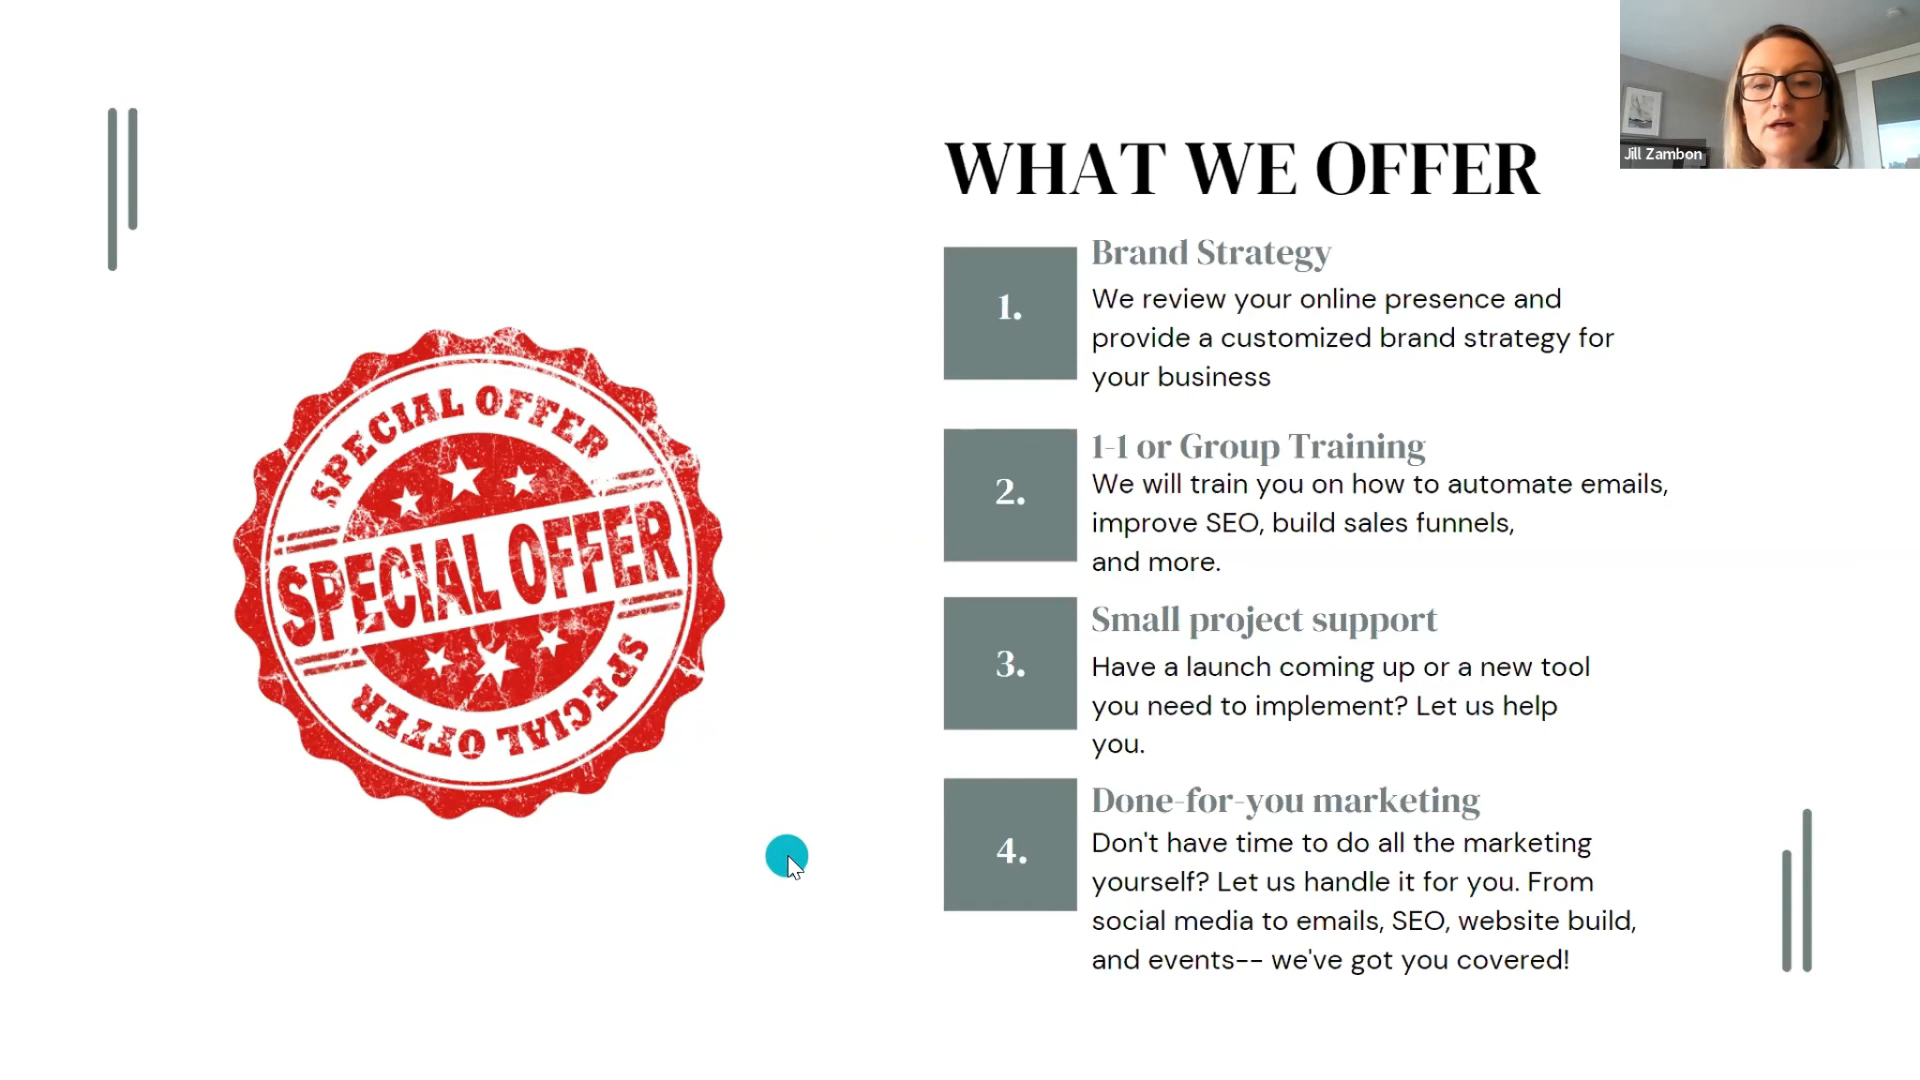 WHAT WE OFFER
Jill Zambon
1.
Brand Strategy
We review your online presence and
provide a customized brand strategy for
your business
2.
1-1 or Group Training
We will train you on how to automate emails,
improve SEO, build sales funnels,
and more.
3.
Small project support
Have a launch coming up or a new tool
you need to implement? Let us help
you.
4.
Done-for-you marketing
Don't have time to do all the marketing
yourself? Let us handle it for you. From
social media to emails, SEO, website build,
and events-- we've got you covered!
SPECIAL OFFER
SPECIAL OFFER
SPECIAL OFFER